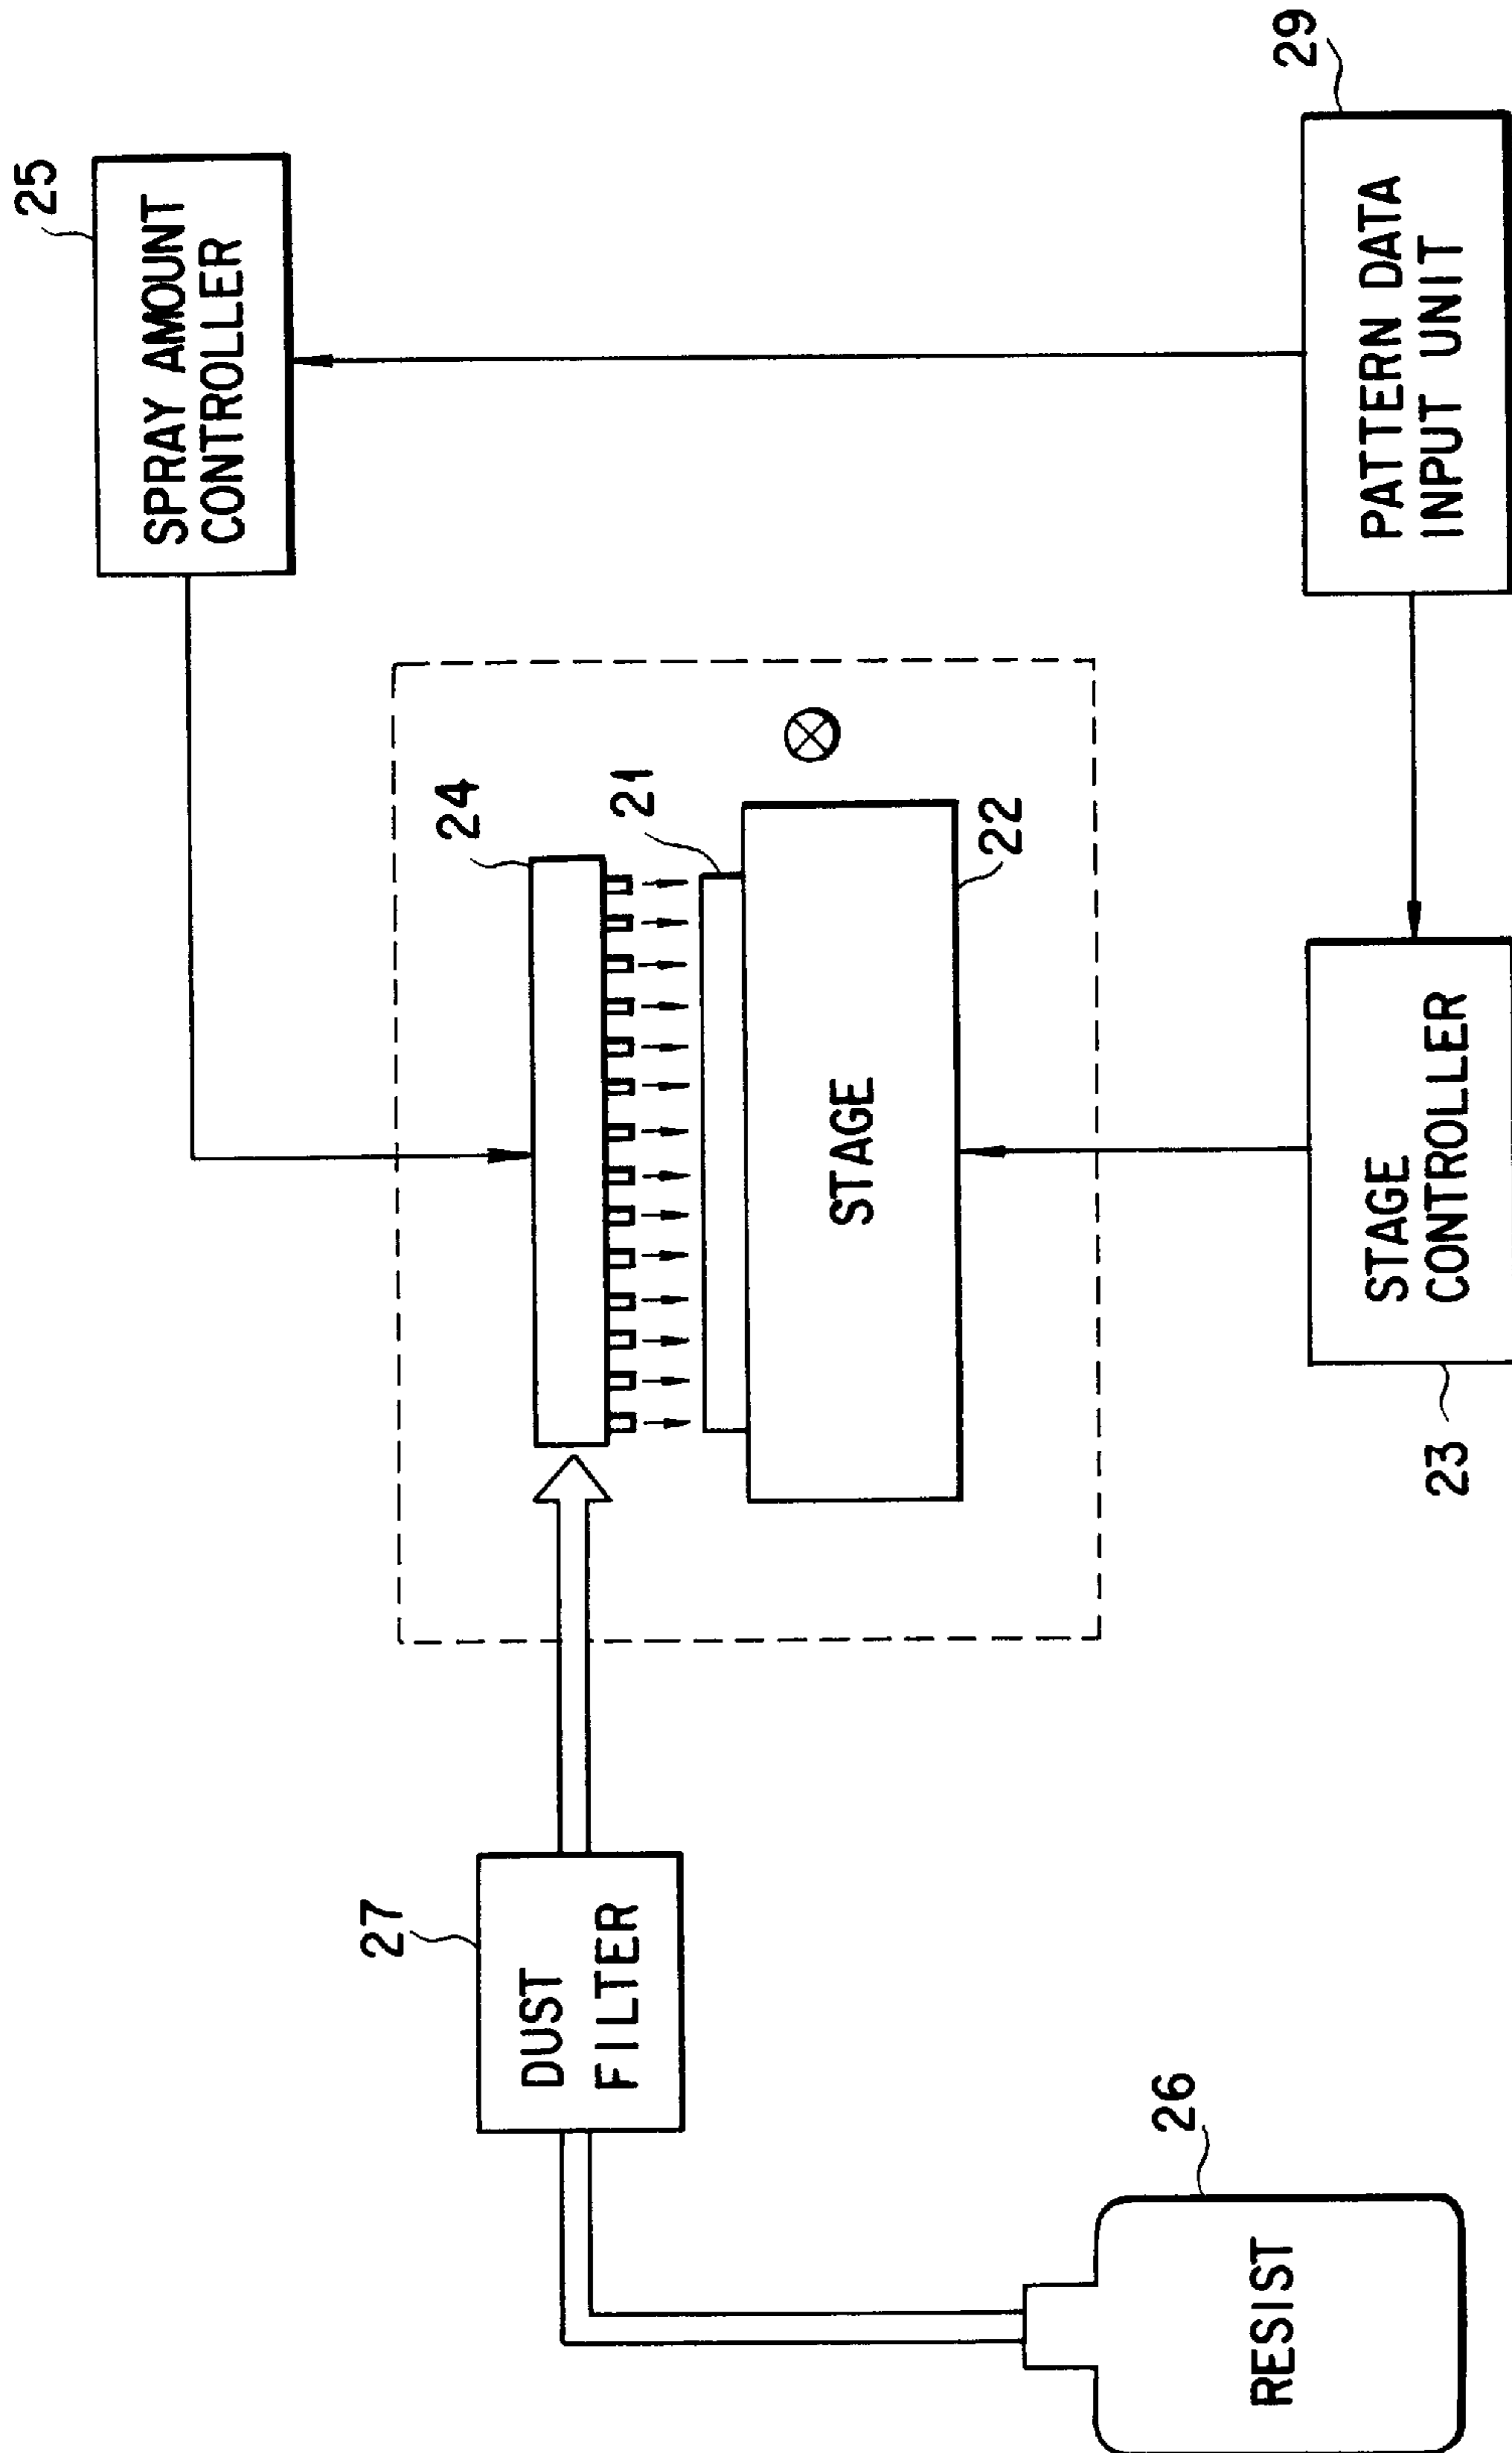 25
SPRAY AMOUNT
CONTROLLER
24
21
STAGE
22
27
DUST
FILTER
26
RESIST
23
STAGE
CONTROLLER
29
PATTERN DATA
INPUT UNIT